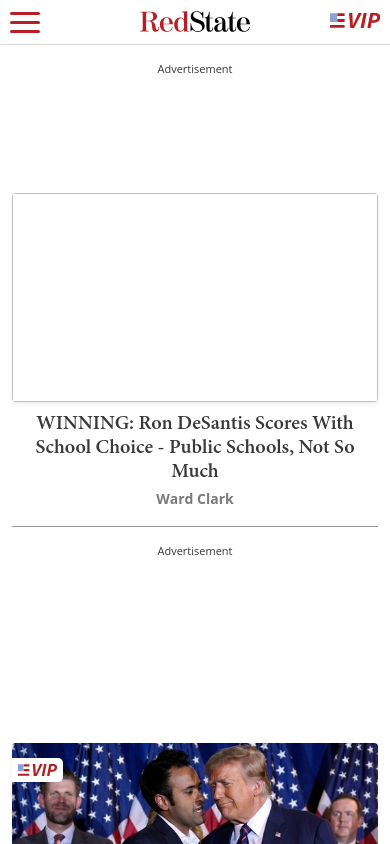 RedState
VIP
Advertisement
WINNING: Ron DeSantis Scores With
School Choice - Public Schools, Not So
Much
Ward Clark
Advertisement
VIP